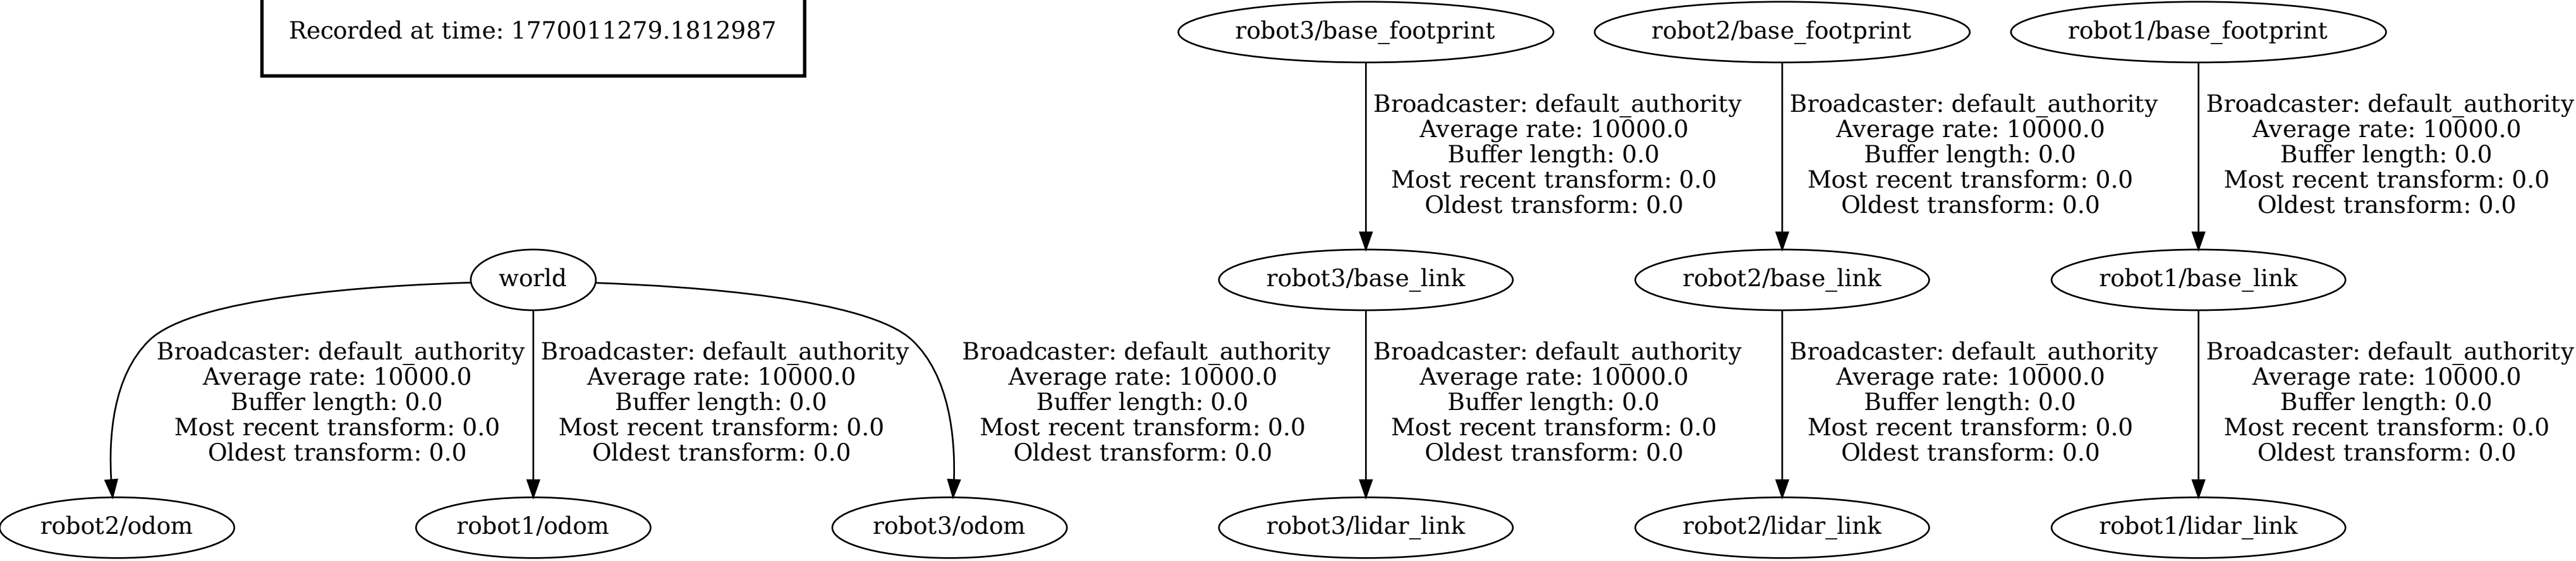 Recorded at time: 1770011279.1812987
robot3/base_footprint
robot2/base_footprint
robot1/base_footprint
Broadcaster: default_authority
Average rate: 10000.0
Buffer length: 0.0
Most recent transform: 0.0
Oldest transform: 0.0
Broadcaster: default_authority
Average rate: 10000.0
Buffer length: 0.0
Most recent transform: 0.0
Oldest transform: 0.0
Broadcaster: default_authority
Average rate: 10000.0
Buffer length: 0.0
Most recent transform: 0.0
Oldest transform: 0.0
world
robot3/base_link
robot2/base_link
robot1/base_link
Broadcaster: default_authority
Average rate: 10000.0
Buffer length: 0.0
Most recent transform: 0.0
Oldest transform: 0.0
Broadcaster: default_authority
Average rate: 10000.0
Buffer length: 0.0
Most recent transform: 0.0
Oldest transform: 0.0
Broadcaster: default_authority
Average rate: 10000.0
Buffer length: 0.0
Most recent transform: 0.0
Oldest transform: 0.0
Broadcaster: default_authority
Average rate: 10000.0
Buffer length: 0.0
Most recent transform: 0.0
Oldest transform: 0.0
Broadcaster: default_authority
Average rate: 10000.0
Buffer length: 0.0
Most recent transform: 0.0
Oldest transform: 0.0
Broadcaster: default_authority
Average rate: 10000.0
Buffer length: 0.0
Most recent transform: 0.0
Oldest transform: 0.0
robot2/odom
robot1/odom
robot3/odom
robot3/lidar_link
robot2/lidar_link
robot1/lidar_link